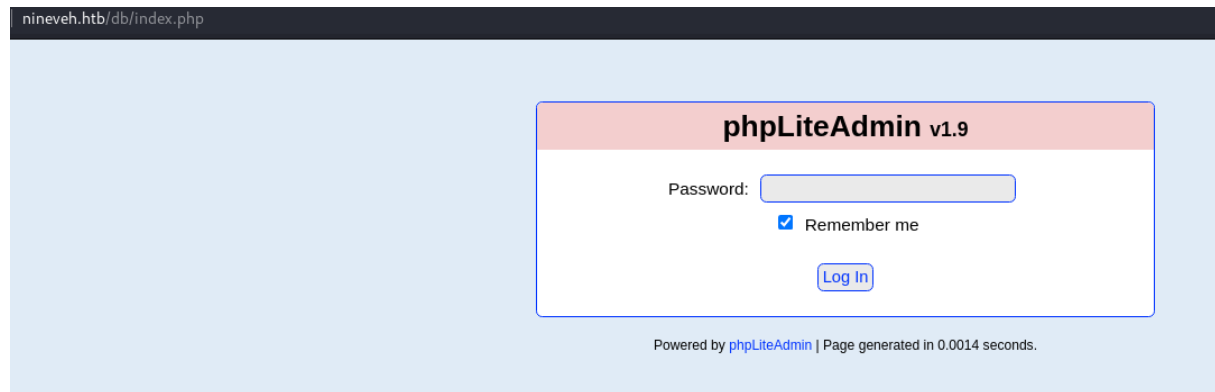 nineveh.htb/db/index.php
phpLiteAdmin v1.9
Password:
Remember me
Log In
Powered by phpLiteAdmin | Page generated in 0.0014 seconds.